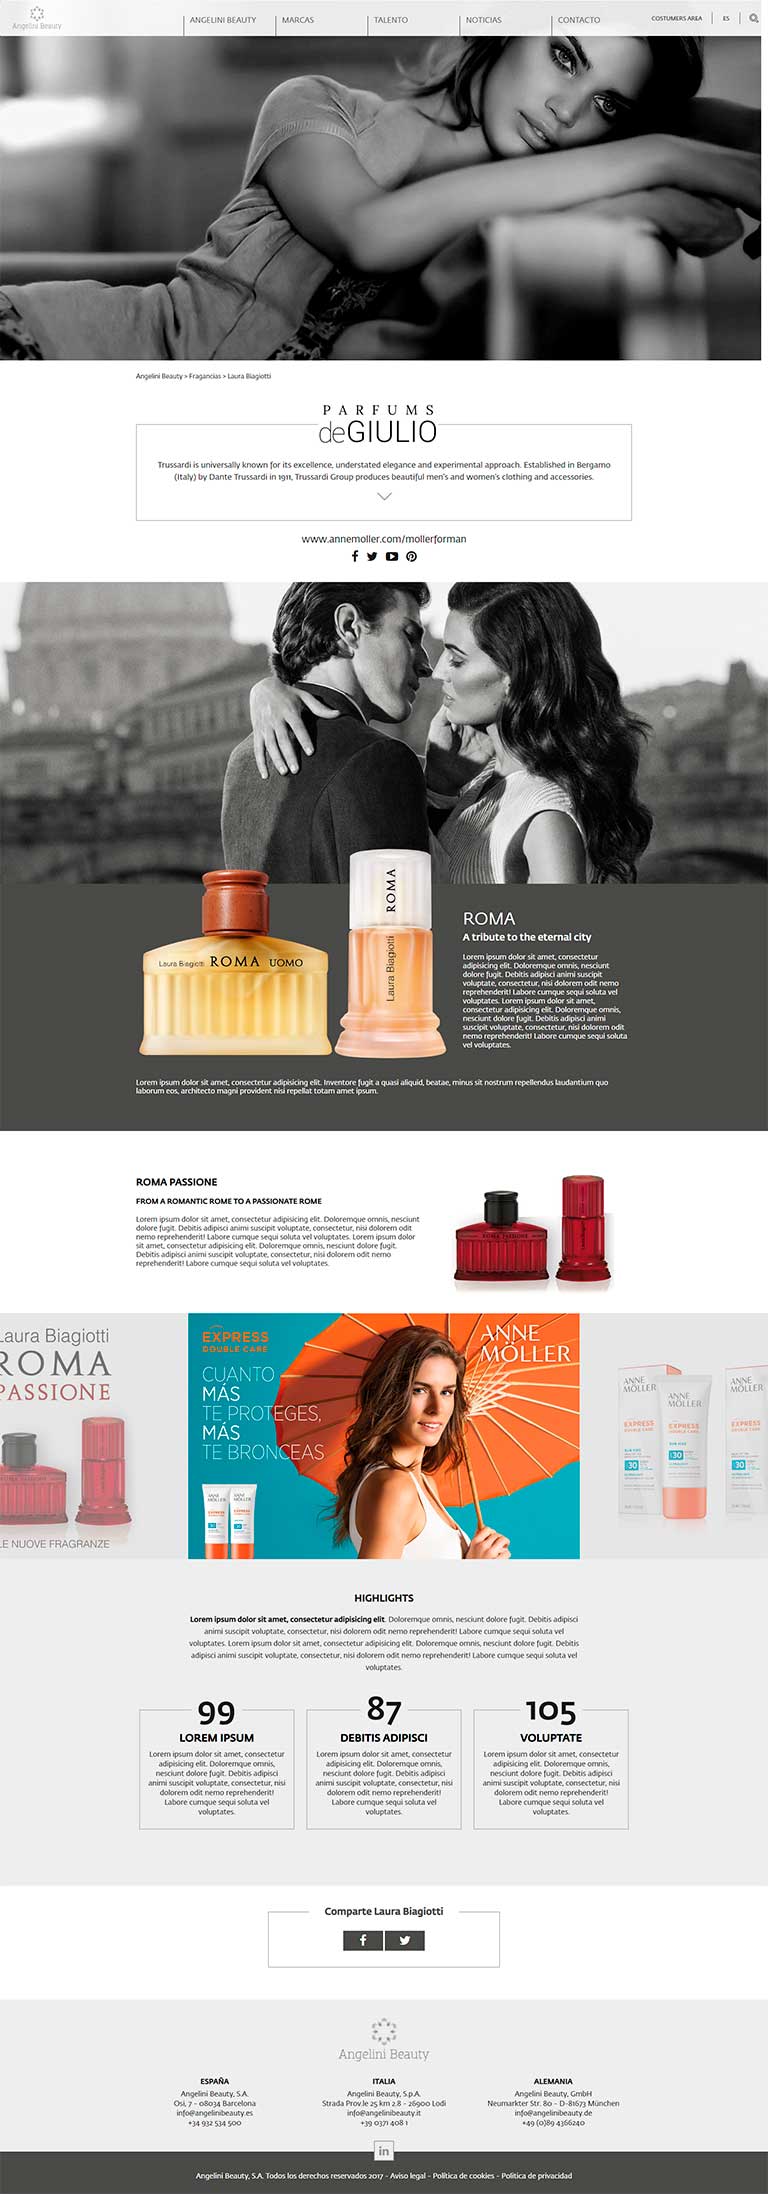 Angelini Beauty
ANGELINI BEAUTY
MARCAS
TALENTO
NOTICIAS
CONTACTO
COSTUMERS AREA
ES
Angelini Beauty > Fragancias > Laura Biagiotti
PARFUMS
deGIULIO
Trussardi is universally known for its excellence, understated elegance and experimental approach. Established in Bergamo
(Italy) by Dante Trussardi in 1911, Trussardi Group produces beautiful men's and women's clothing and accessories.
www.annemoller.com/mollerforman
Laura Biagiotti ROMA UOMO
Laura Biagiotti ROMA
ROMA
A tribute to the eternal city
Lorem ipsum dolor sit amet, consectetur
adipisicing elit. Doloremque omnis, nesciunt
dolore fugit. Debitis adipisci animi suscipit
voluptate, consectetur, nisi dolorem odit nemo
reprehenderit! Labore cumque sequi soluta vel
voluptates. Lorem ipsum dolor sit amet,
consectetur adipisicing elit. Doloremque omnis,
nesciunt dolore fugit. Debitis adipisci animi
suscipit voluptate, consectetur, nisi dolorem odit
nemo reprehenderit! Labore cumque sequi soluta
vel voluptates.
Lorem ipsum dolor sit amet, consectetur adipisicing elit. Inventore fugit a quasi aliquid, beatae, minus sit nostrum repellendus laudantium quo
laborum eos, architecto magni provident nisi repellat totam amet ipsum.
ROMA PASSIONE
FROM A ROMANTIC ROME TO A PASSIONATE ROME
Lorem ipsum dolor sit amet, consectetur adipisicing elit. Doloremque omnis, nesciunt
dolore fugit. Debitis adipisci animi suscipit voluptate, consectetur, nisi dolorem odit
nemo reprehenderit! Labore cumque sequi soluta vel voluptates. Lorem ipsum dolor
sit amet, consectetur adipisicing elit. Doloremque omnis, nesciunt dolore fugit.
Debitis adipisci animi suscipit voluptate, consectetur, nisi dolorem odit nemo
reprehenderit! Labore cumque sequi soluta vel voluptates.
ROMA PASSIONE
Laura Biagiotti
ROMA
PASSIONE
LE NUOVE FRAGRANZE
EXPRESS
DOUBLE CARE
CUANTO
MÁS
TE PROTEGES,
MÁS
TE BRONCEAS
ANNE
MÖLLER
ANNE
MÖLLER
EXPRESS
DOUBLE CARE
30
ANNE
MÖLLER
EXPRESS
DOUBLE CARE
30
ANNE
MÖLLER
EXPRESS
DOUBLE CARE
30
HIGHLIGHTS
Lorem ipsum dolor sit amet, consectetur adipisicing elit. Doloremque omnis, nesciunt dolore fugit. Debitis adipisci
animi suscipit voluptate, consectetur, nisi dolorem odit nemo reprehenderit! Labore cumque sequi soluta vel
voluptates. Lorem ipsum dolor sit amet, consectetur adipisicing elit. Doloremque omnis, nesciunt dolore fugit. Debitis
adipisci animi suscipit voluptate, consectetur, nisi dolorem odit nemo reprehenderit! Labore cumque sequi soluta vel
voluptates.
99
LOREM IPSUM
Lorem ipsum dolor sit amet, consectetur
adipisicing elit. Doloremque omnis,
nesciunt dolore fugit. Debitis adipisci
animi suscipit voluptate, consectetur, nisi
dolorem odit nemo reprehenderit!
Labore cumque sequi soluta vel
voluptates.
87
DEBITIS ADIPISCI
Lorem ipsum dolor sit amet, consectetur
adipisicing elit. Doloremque omnis,
nesciunt dolore fugit. Debitis adipisci
animi suscipit voluptate, consectetur, nisi
dolorem odit nemo reprehenderit!
Labore cumque sequi soluta vel
voluptates.
105
VOLUPTATE
Lorem ipsum dolor sit amet, consectetur
adipisicing elit. Doloremque omnis,
nesciunt dolore fugit. Debitis adipisci
animi suscipit voluptate, consectetur, nisi
dolorem odit nemo reprehenderit!
Labore cumque sequi soluta vel
voluptates.
Comparte Laura Biagiotti
Angelini Beauty
ESPAÑA
Angelini Beauty, S.A.
Osi, 7 - 08034 Barcelona
info@angelinibeauty.es
+34 932 534 500
ITALIA
Angelini Beauty, S.p.A.
Strada Prov.le 25 km 2.8 - 26900 Lodi
info@angelinibeauty.it
+39 0371 408 1
ALEMANIA
Angelini Beauty, GmbH
Neumarkter Str. 80 - D-81673 München
info@angelinibeauty.de
+49 (0)89 4366240
in
Angelini Beauty, S.A. Todos los derechos reservados 2017 - Aviso legal - Política de cookies - Política de privacidad